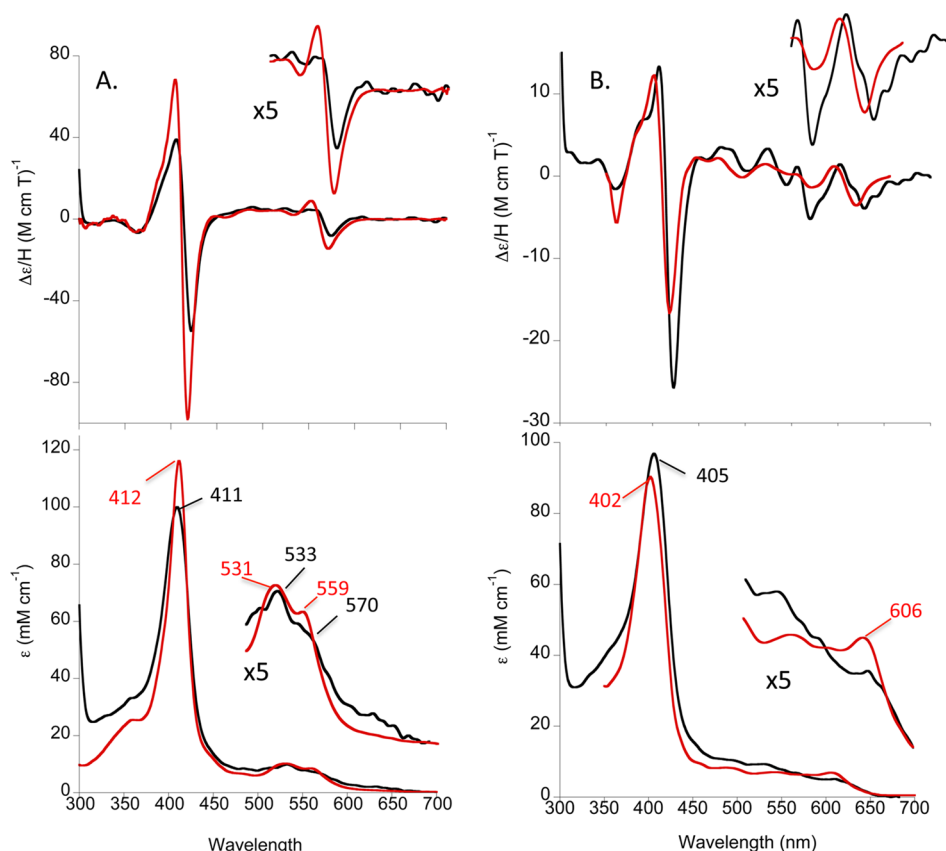 A.
x5
80
40
0
-40
-80
Δε/H (M cm T)⁻¹
B.
x5
10
0
-10
-20
-30
Δε/H (M cm T)⁻¹
412
411
531
533
559
570
x5
120
100
80
60
40
20
0
ε (mM cm⁻¹)
300 350 400 450 500 550 600 650 700
Wavelength
402
405
606
x5
100
80
60
40
20
0
ε (mM cm⁻¹)
300 350 400 450 500 550 600 650 700
Wavelength (nm)